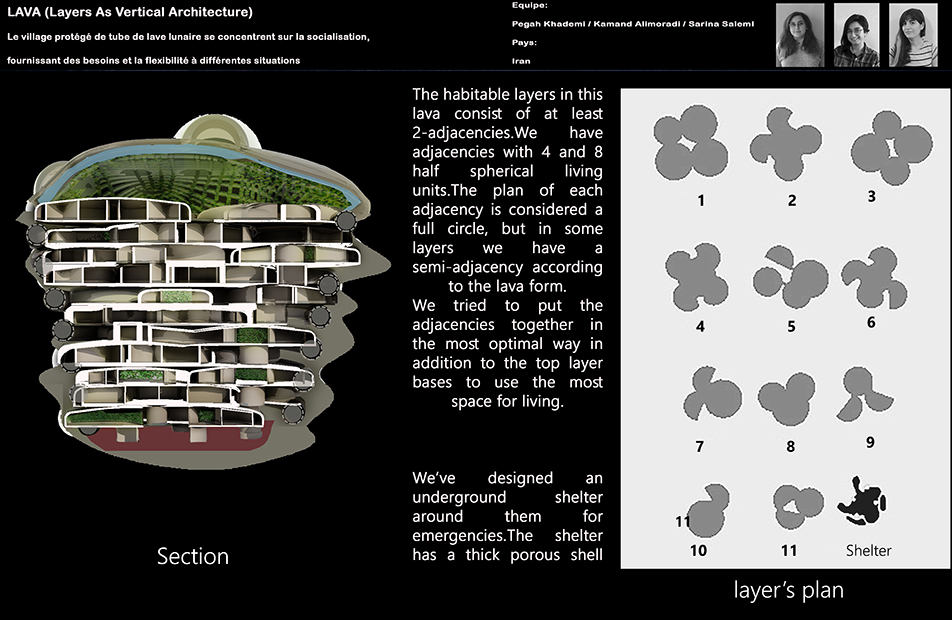 LAVA (Layers As Vertical Architecture)
Le village protégé de tube de lave lunaire se concentrent sur la socialisation,
fournissant des besoins et la flexibilité à différentes situations
Equipe:
Pegah Khademi / Kamand Alimoradi / Sarina Salemi
Pays:
Iran
The habitable layers in this
lava consist of at least
2-adjacencies.We have
adjacencies with 4 and 8
half spherical living
units.The plan of each
adjacency is considered a
full circle, but in some
layers we have a
semi-adjacency according
to the lava form.
We tried to put the
adjacencies together in
the most optimal way in
addition to the top layer
bases to use the most
space for living.
We've designed an
underground shelter
around them for
emergencies.The shelter
has a thick porous shell
Section
1 2 3
4 5 6
7 8 9
11
10 11 Shelter
layer's plan